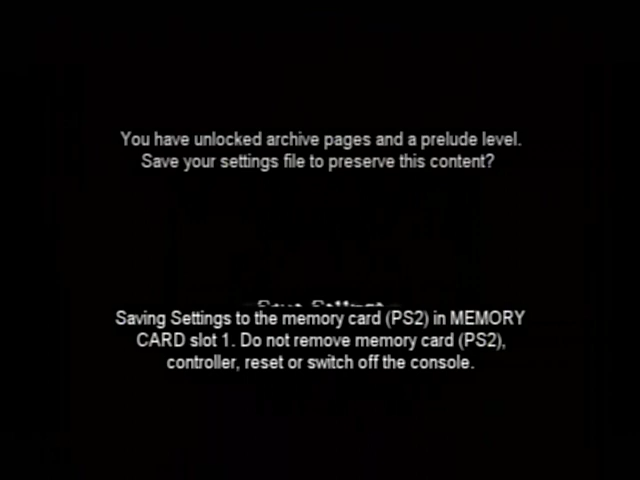 You have unlocked archive pages and a prelude level.
Save your settings file to preserve this content?
Save Settings
Saving Settings to the memory card (PS2) in MEMORY
CARD slot 1. Do not remove memory card (PS2),
controller, reset or switch off the console.